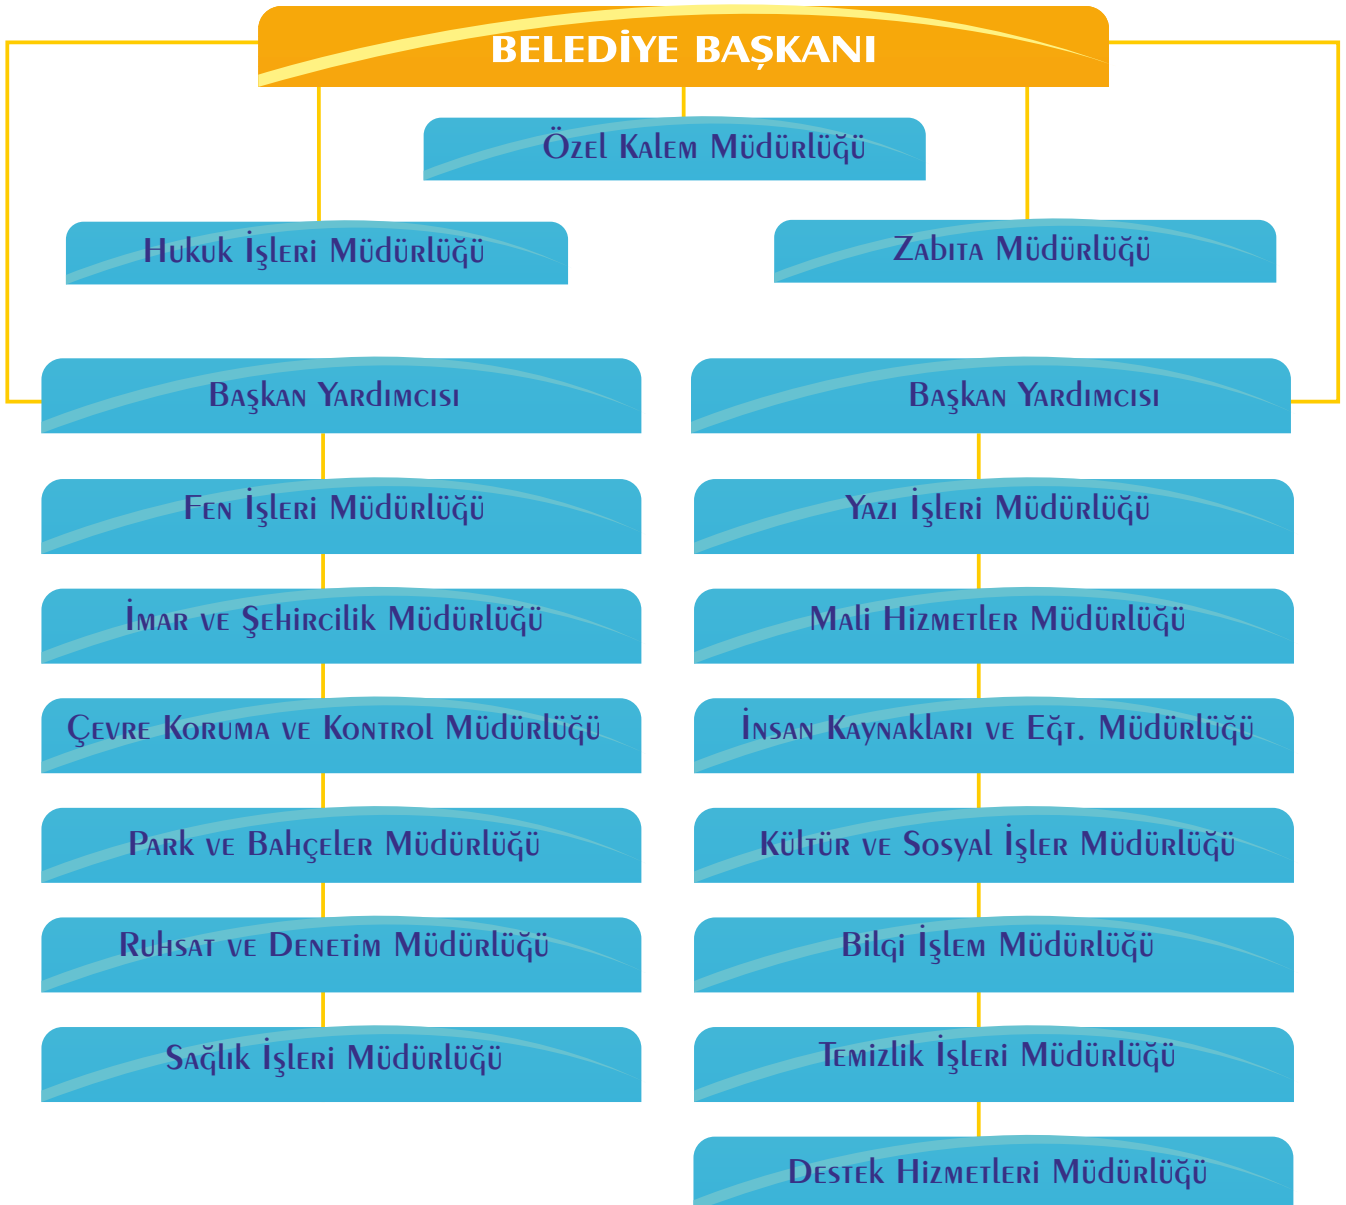 BELEDİYE BAŞKANI
Özel Kalem Müdürlüğü
Hukuk İşleri Müdürlüğü
Zabıta Müdürlüğü
Başkan Yardımcısı
Fen İşleri Müdürlüğü
İmar ve Şehircilik Müdürlüğü
Çevre Koruma ve Kontrol Müdürlüğü
Park ve Bahçeler Müdürlüğü
Ruhsat ve Denetim Müdürlüğü
Sağlık İşleri Müdürlüğü
Başkan Yardımcısı
Yazı İşleri Müdürlüğü
Mali Hizmetler Müdürlüğü
İnsan Kaynakları ve Eğt. Müdürlüğü
Kültür ve Sosyal İşler Müdürlüğü
Bilgi İşlem Müdürlüğü
Temizlik İşleri Müdürlüğü
Destek Hizmetleri Müdürlüğü